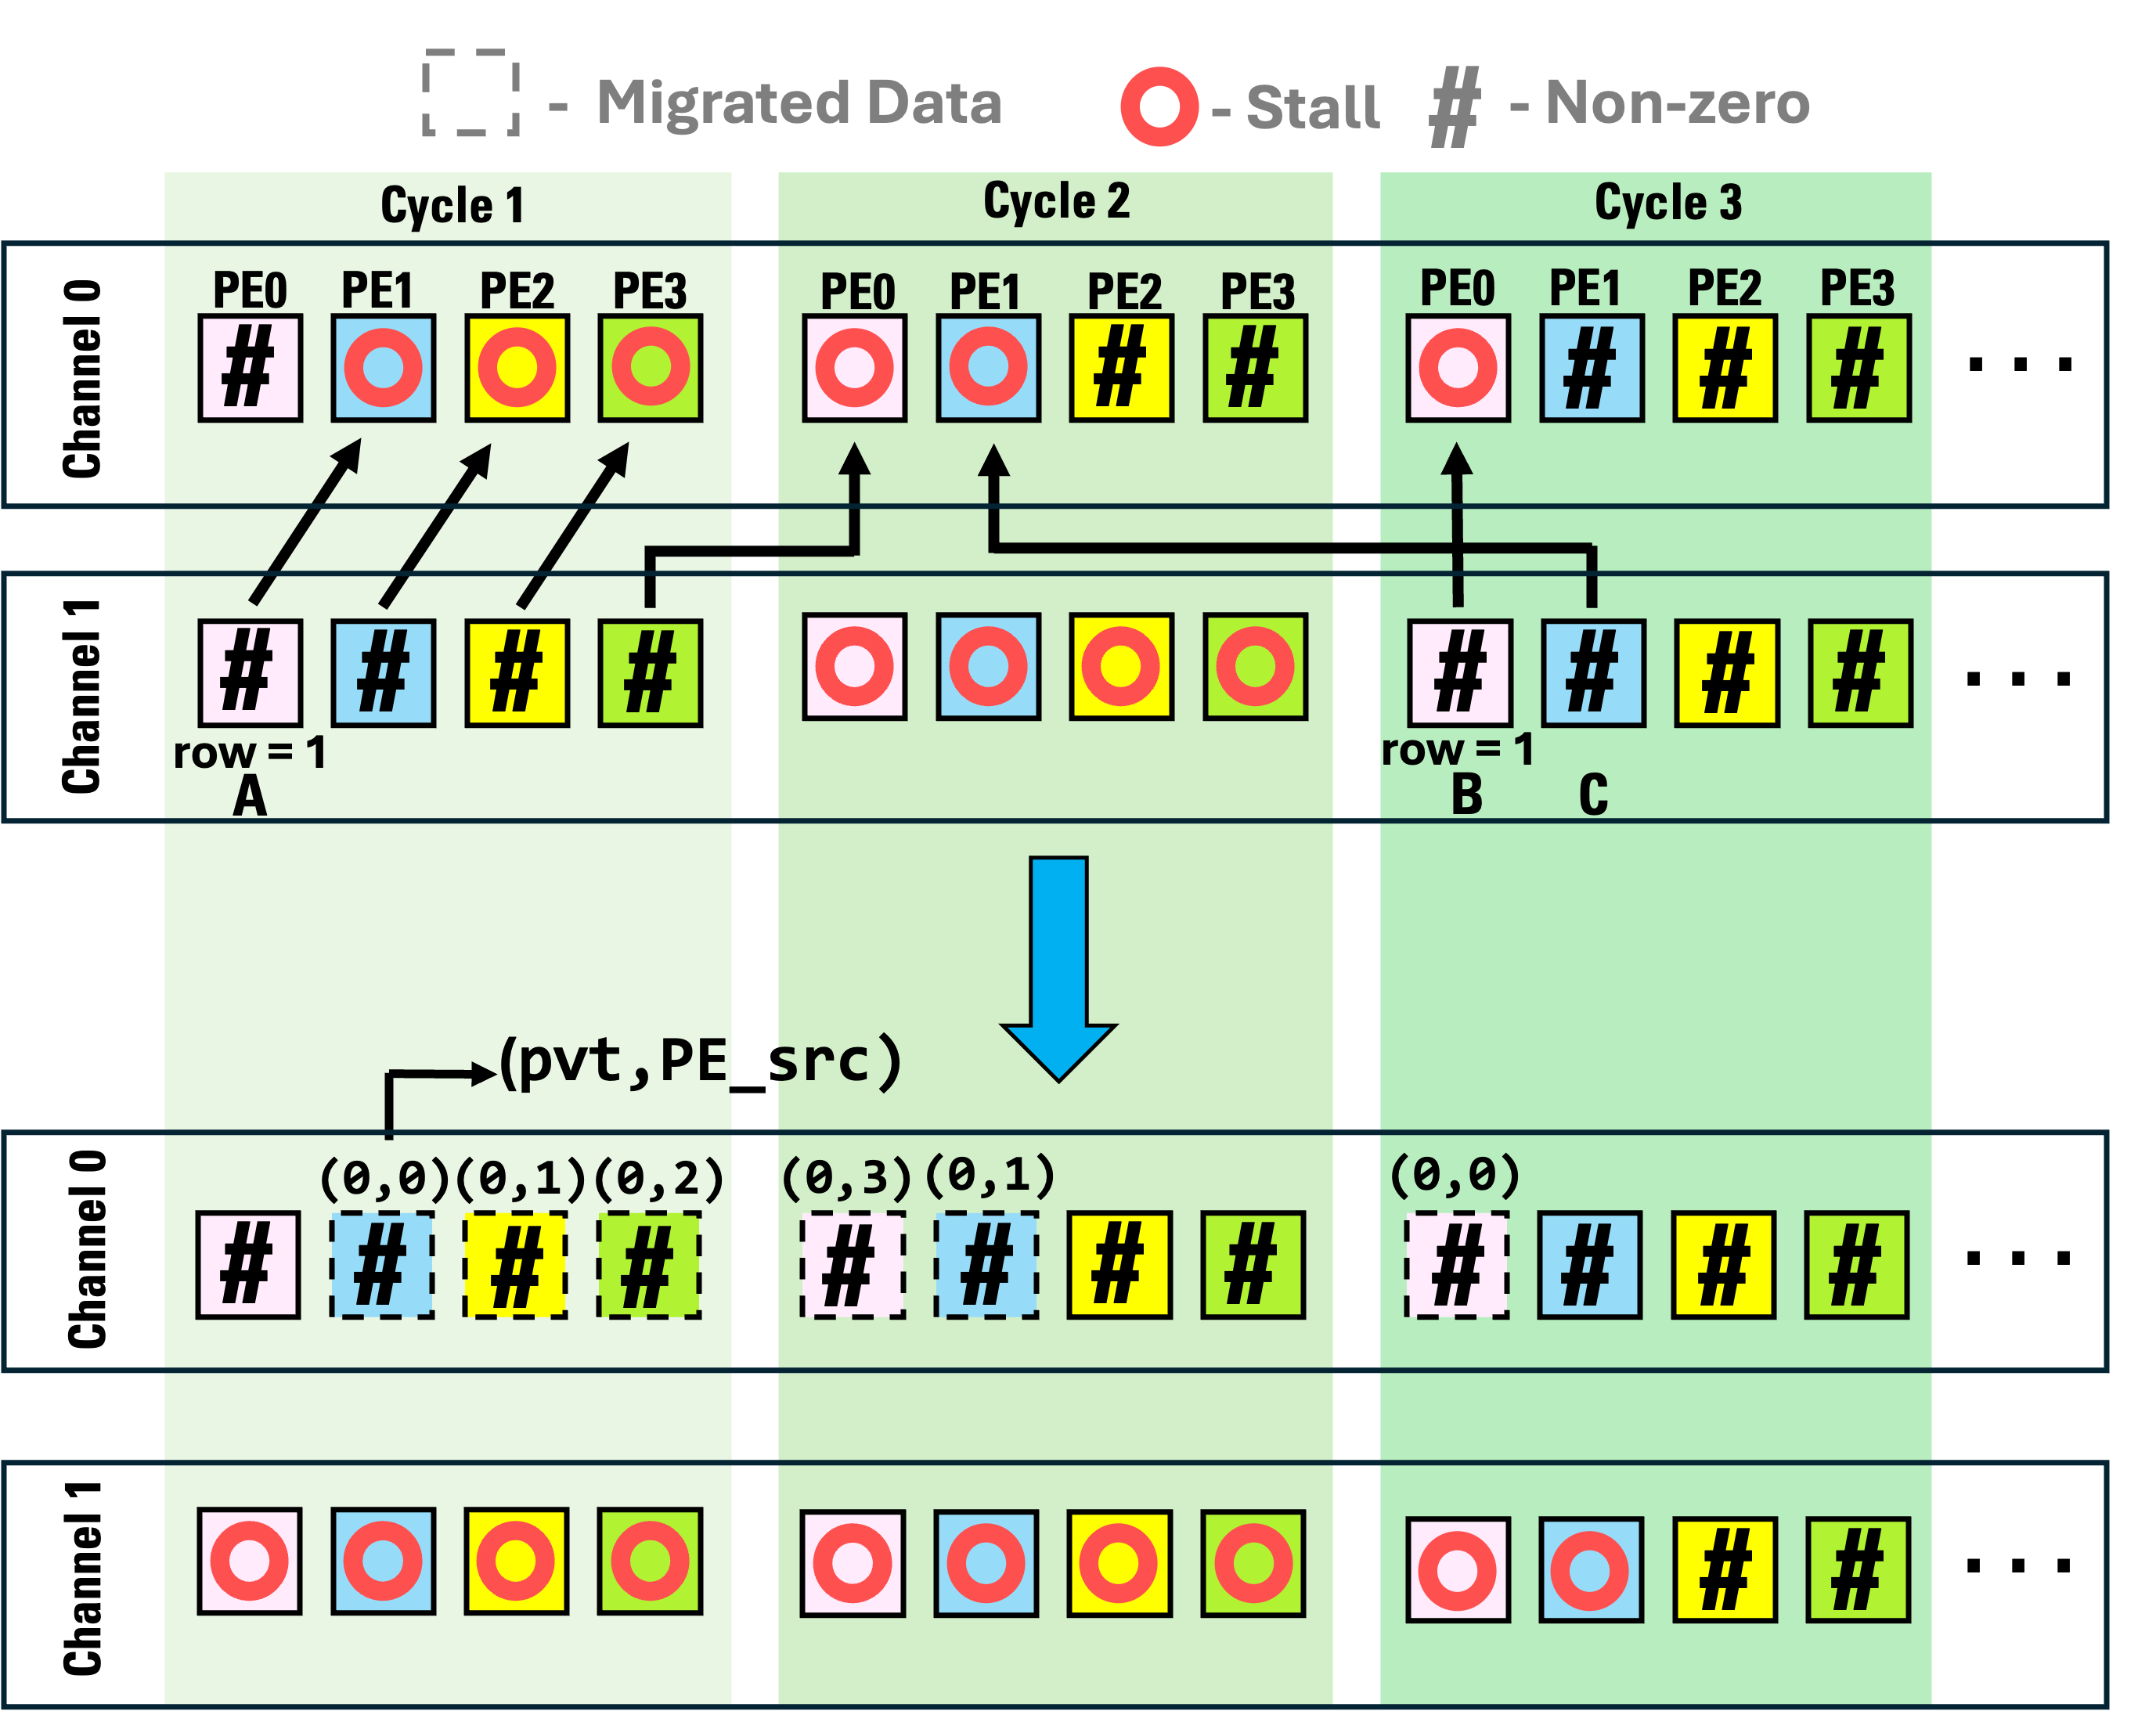 - Migrated Data - Stall # - Non-zero
Cycle 1 Cycle 2 Cycle 3
Channel 0
PE0 PE1 PE2 PE3 PE0 PE1 PE2 PE3 PE0 PE1 PE2 PE3
# # # # # # ...
Channel 1
# # # # # # # # ...
row = 1 row = 1
A B C
(pvt,PE_src)
Channel 0
(0,0) (0,1) (0,2) (0,3) (0,1) (0,0)
# # # # # # # # # # # # ...
Channel 1
# # ...